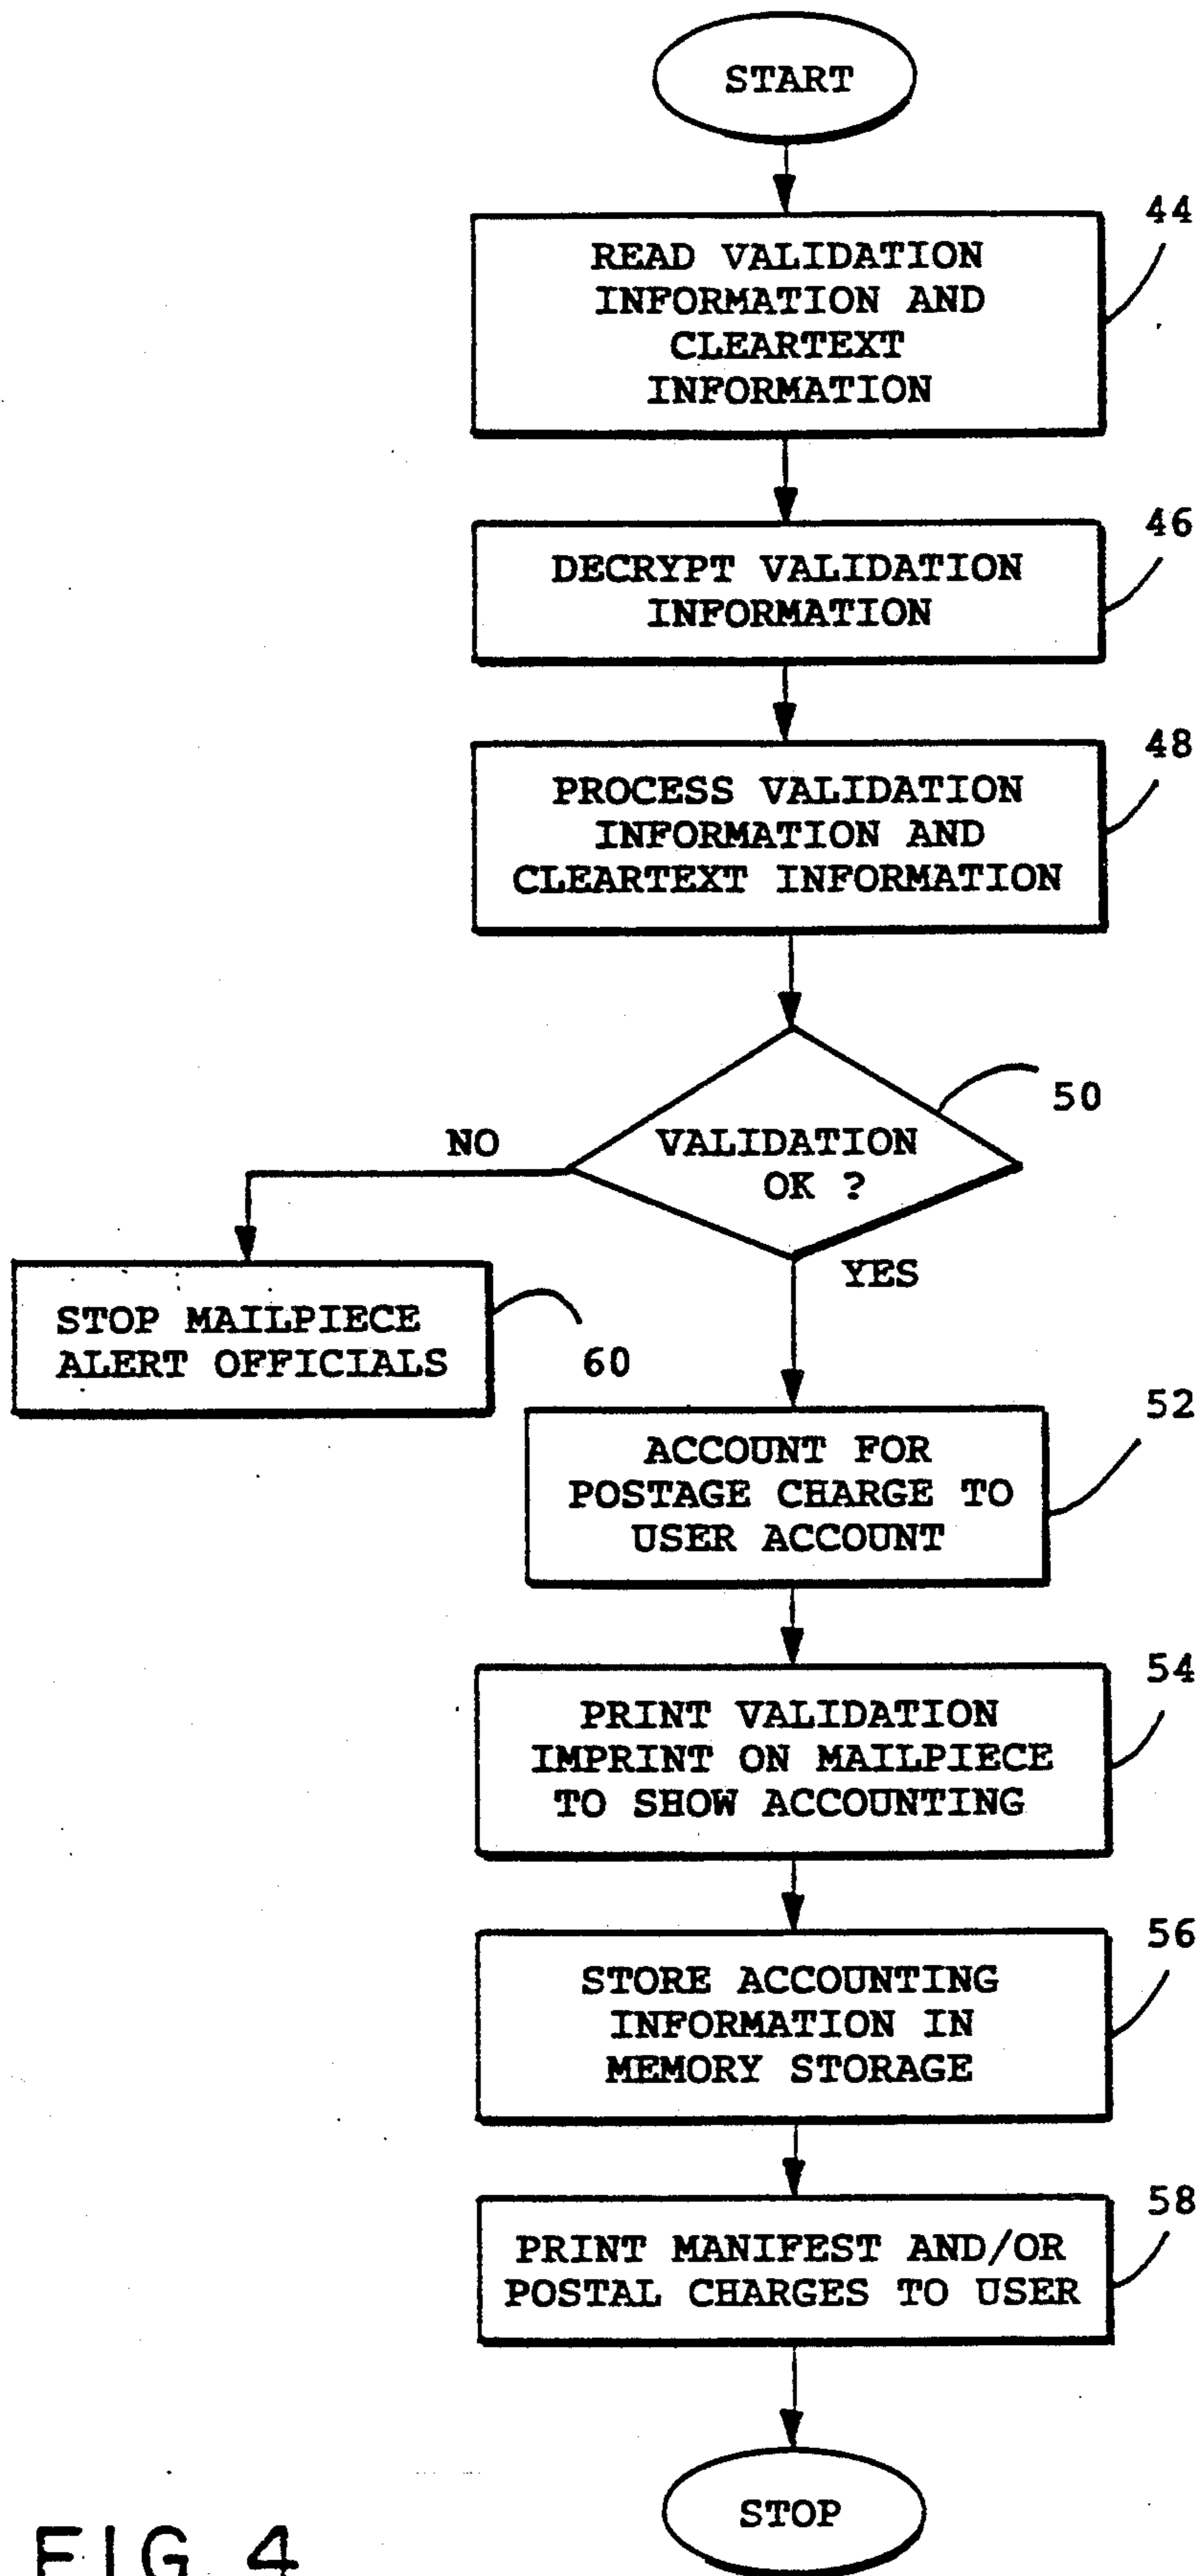 START
44
READ VALIDATION
INFORMATION AND
CLEARTEXT
INFORMATION
46
DECRYPT VALIDATION
INFORMATION
48
PROCESS VALIDATION
INFORMATION AND
CLEARTEXT INFORMATION
50
VALIDATION
OK ?
NO
YES
STOP MAILPIECE
ALERT OFFICIALS
60
52
ACCOUNT FOR
POSTAGE CHARGE TO
USER ACCOUNT
54
PRINT VALIDATION
IMPRINT ON MAILPIECE
TO SHOW ACCOUNTING
56
STORE ACCOUNTING
INFORMATION IN
MEMORY STORAGE
58
PRINT MANIFEST AND/OR
POSTAL CHARGES TO USER
STOP
FIG 4